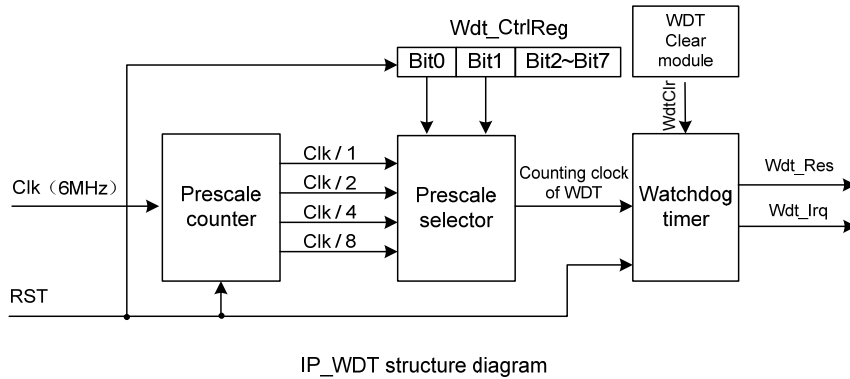 Wdt_CtrlReg
Bit0 Bit1 Bit2~Bit7
WDT
Clear
module
WdtClr
Clk（6MHz）
Prescale
counter
Clk / 1
Clk / 2
Clk / 4
Clk / 8
Prescale
selector
Counting clock
of WDT
Watchdog
timer
Wdt_Res
Wdt_Irq
RST
IP_WDT structure diagram